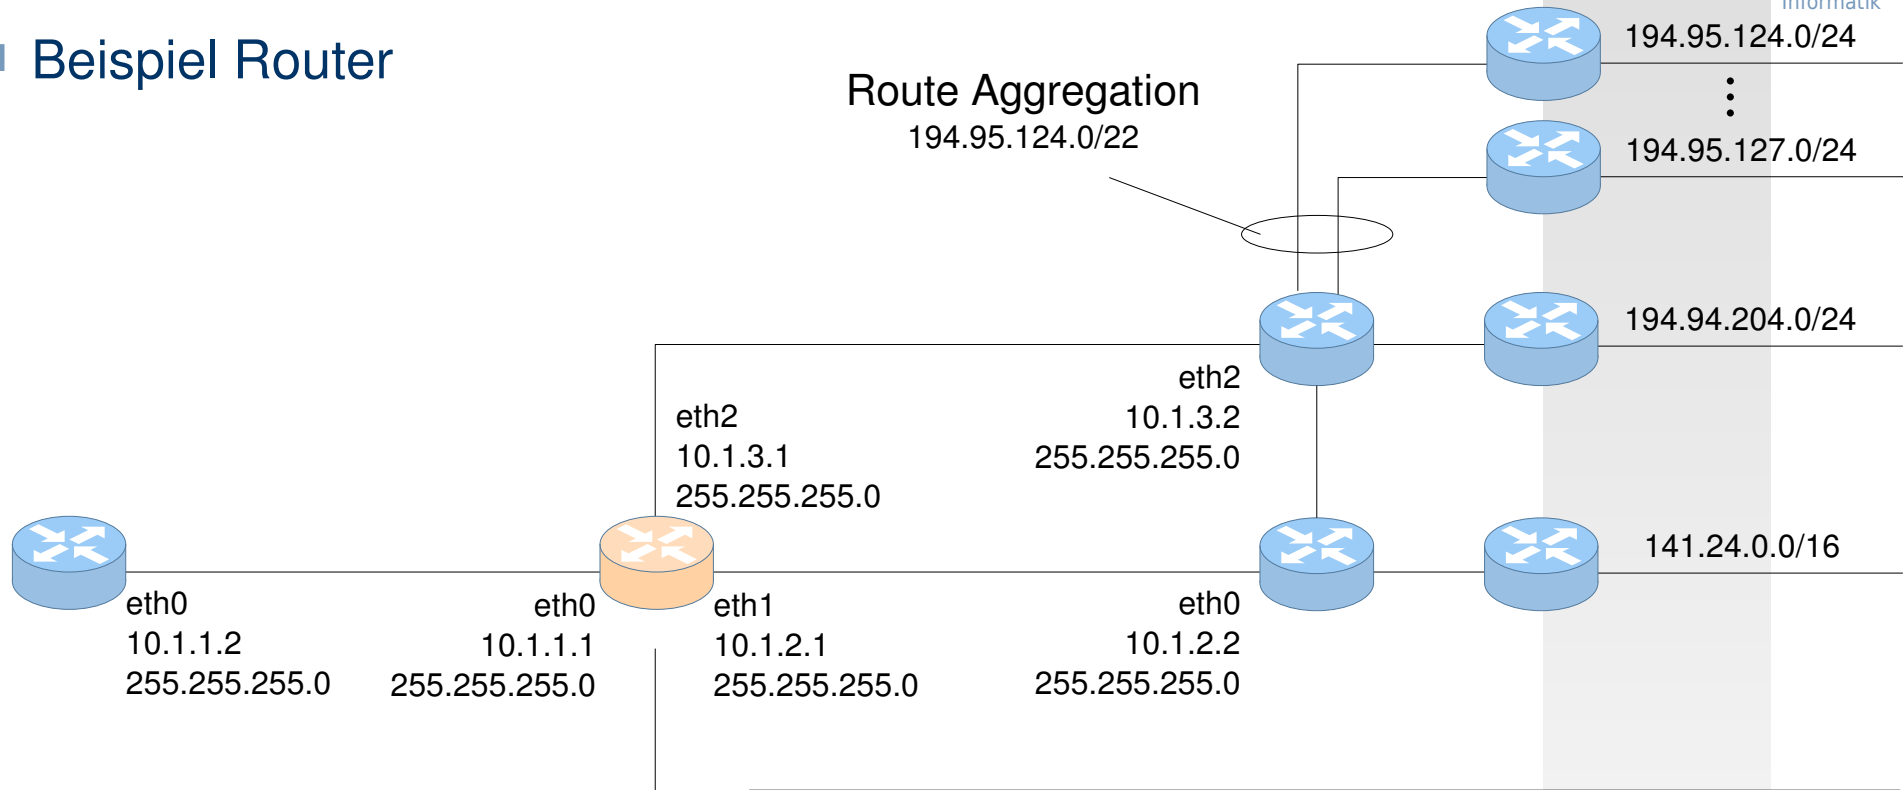 Informatik
Beispiel Router
Route Aggregation
194.95.124.0/22
194.95.124.0/24
194.95.127.0/24
194.94.204.0/24
eth2
10.1.3.2
255.255.255.0
eth2
10.1.3.1
255.255.255.0
141.24.0.0/16
eth0
10.1.1.2
255.255.255.0
eth0
10.1.1.1
255.255.255.0
eth1
10.1.2.1
255.255.255.0
eth0
10.1.2.2
255.255.255.0